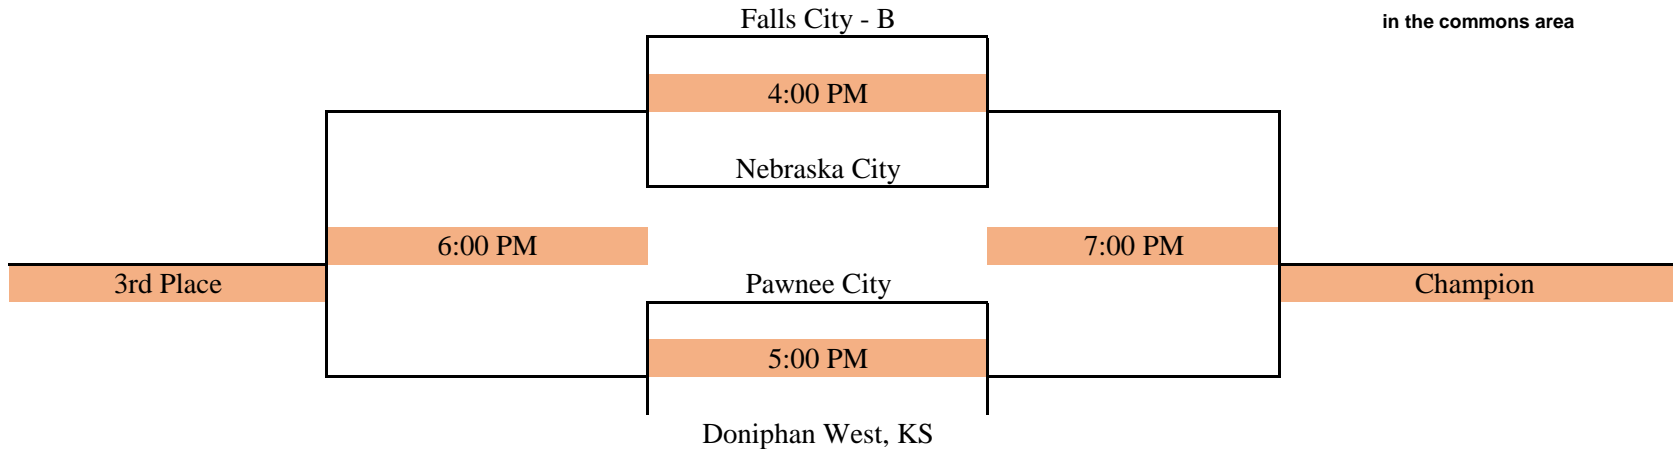 Falls City - B
in the commons area
4:00 PM
Nebraska City
6:00 PM
7:00 PM
3rd Place
Pawnee City
Champion
5:00 PM
Doniphan West, KS